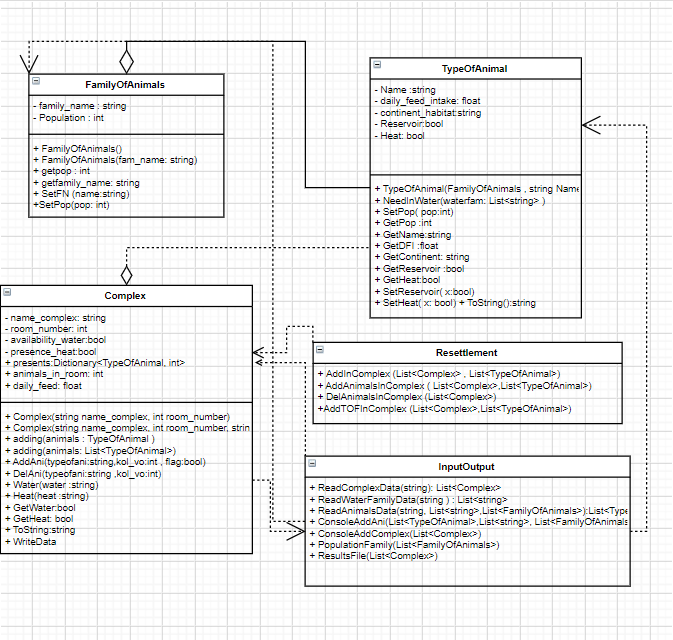 FamilyOfAnimals
- family_name : string
- Population : int
+ FamilyOfAnimals()
+ FamilyOfAnimals(fam_name: string)
+ getpop : int
+ getfamily_name: string
+ SetFN (name:string)
+SetPop(pop: int)
TypeOfAnimal
- Name :string
- daily_feed_intake: float
- continent_habitat:string
- Reservoir:bool
- Heat: bool
+ TypeOfAnimal(FamilyOfAnimals , string Name
+ NeedInWater(waterfam: List<string> )
+ SetPop( pop:int)
+ GetPop :int
+ GetName:string
+ GetDFI :float
+ GetContinent: string
+ GetReservoir :bool
+ GetHeat:bool
+ SetReservoir( x:bool)
+ SetHeat( x: bool) + ToString():string
Complex
- name_complex: string
- room_number: int
- availability_water:bool
- presence_heat:bool
+ presents:Dictionary<TypeOfAnimal, int>
+ animals_in_room: int
+ daily_feed: float
+ Complex(string name_complex, int room_number)
+ Complex(string name_complex, int room_number, strin
+ adding(animals : TypeOfAnimal )
+ adding(animals: List<TypeOfAnimal>)
+ AddAni(typeofani:string,kol_vo:int , flag:bool)
+ DelAni(typeofani:string ,kol_vo:int)
+ Water(water :string)
+ Heat(heat :string)
+ GetWater:bool
+ GetHeat: bool
+ ToString:string
+ WriteData
Resettlement
+ AddInComplex (List<Complex> , List<TypeOfAnimal>)
+ AddAnimalsInComplex ( List<Complex>,List<TypeOfAnimal>)
+ DelAnimalsInComplex (List<Complex>)
+AddTOFInComplex (List<Complex>,List<TypeOfAnimal>)
InputOutput
+ ReadComplexData(string): List<Complex>
+ ReadWaterFamilyData(string ) : List<string>
+ ReadAnimalsData(string, List<string>,List<FamilyOfAnimals>):List<Type
+ ConsoleAddAni(List<TypeOfAnimal>,List<string>, List<FamilyOfAnimals
+ ConsoleAddComplex(List<Complex>)
+ PopulationFamily(List<FamilyOfAnimals>)
+ ResultsFile(List<Complex>)